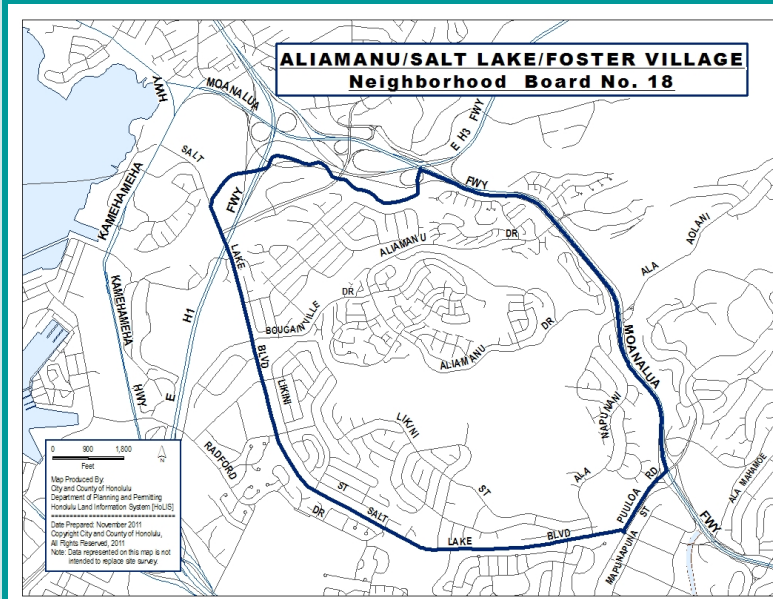 ALIAMANU/SALT LAKE/FOSTER VILLAGE
Neighborhood Board No. 18
HWY
MOANALUA
E H3 FWY
SALT
FWY
FWY
KAMEHAMEHA
AOLANI
ALIAMANU
DR
LAKE
ALA
KAMEHAMEHA
DR
H1
BOUGAINVILLE
DR
MOANALUA
BLVD
ALIAMANU
HWY
E
LIKINI
NAPUNANI
LIKINI
RADFORD
ALA
ST
ST
PUULOA RD
ALA MAHAMOE
DR
SALT
ST
FWY
LAKE
BLVD
MAPUNAPUNA
0 900 1,800
Feet
N
Map Produced By:
City and County of Honolulu
Department of Planning and Permitting
Honolulu Land Information System [HoLIS]
Date Prepared: November 2011
Copyright City and County of Honolulu,
All Rights Reserved, 2011
Note: Data represented on this map is not
intended to replace site survey.